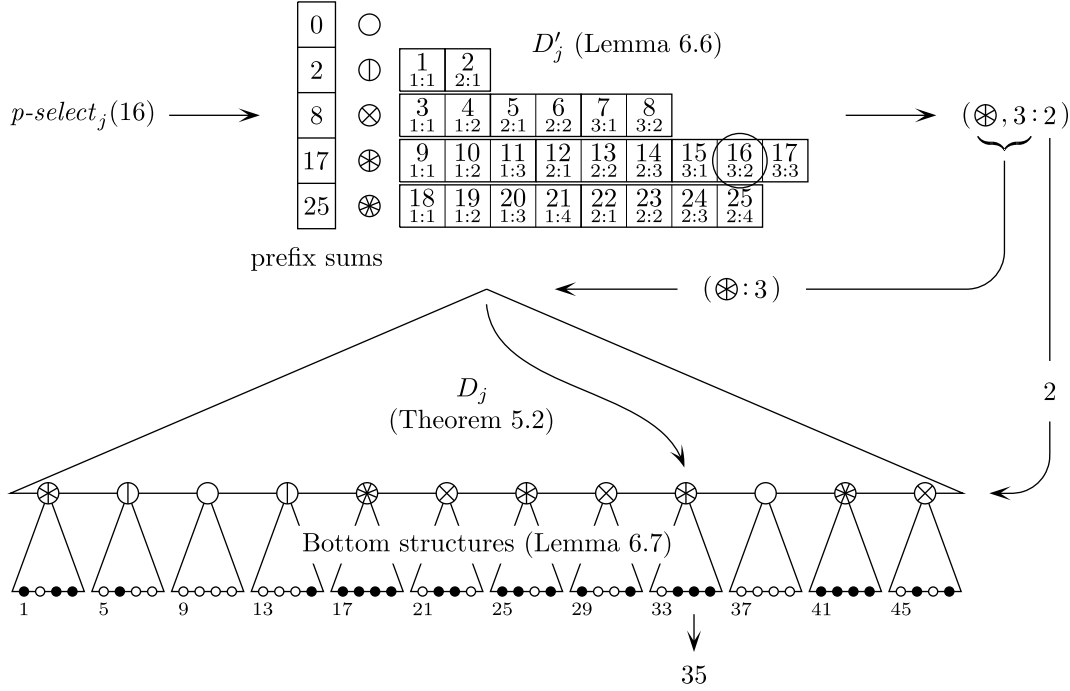 0
D′j (Lemma 6.6)
2 1 2
1:1 2:1
p-selectj(16) 8 3 4 5 6 7 8 ( , 3 : 2)
1:1 1:2 2:1 2:2 3:1 3:2
17 9 10 11 12 13 14 15 16 17
1:1 1:2 1:3 2:1 2:2 2:3 3:1 3:2 3:3
25 18 19 20 21 22 23 24 25
1:1 1:2 1:3 1:4 2:1 2:2 2:3 2:4
prefix sums
( : 3)
Dj
(Theorem 5.2)
2
Bottom structures (Lemma 6.7)
1 5 9 13 17 21 25 29 33 37 41 45
35